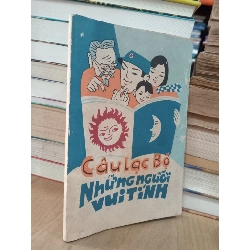 Câu Lạc Bộ
NHỮNG NGƯỜI
VUI TÍNH